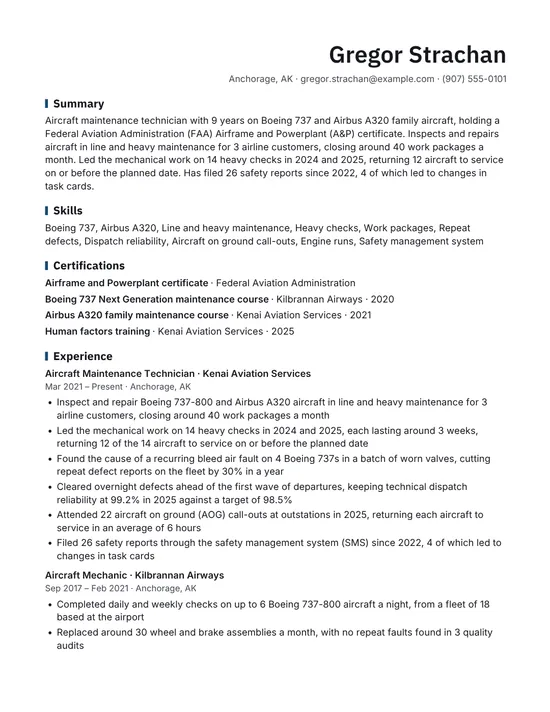 Gregor Strachan
Anchorage, AK · gregor.strachan@example.com · (907) 555-0101
Summary
Aircraft maintenance technician with 9 years on Boeing 737 and Airbus A320 family aircraft, holding a
Federal Aviation Administration (FAA) Airframe and Powerplant (A&P) certificate. Inspects and repairs
aircraft in line and heavy maintenance for 3 airline customers, closing around 40 work packages a
month. Led the mechanical work on 14 heavy checks in 2024 and 2025, returning 12 aircraft to service
on or before the planned date. Has filed 26 safety reports since 2022, 4 of which led to changes in
task cards.
Skills
Boeing 737, Airbus A320, Line and heavy maintenance, Heavy checks, Work packages, Repeat
defects, Dispatch reliability, Aircraft on ground call-outs, Engine runs, Safety management system
Certifications
Airframe and Powerplant certificate · Federal Aviation Administration
Boeing 737 Next Generation maintenance course · Kilbrannan Airways · 2020
Airbus A320 family maintenance course · Kenai Aviation Services · 2021
Human factors training · Kenai Aviation Services · 2025
Experience
Aircraft Maintenance Technician · Kenai Aviation Services
Mar 2021 – Present · Anchorage, AK
• Inspect and repair Boeing 737-800 and Airbus A320 aircraft in line and heavy maintenance for 3
airline customers, closing around 40 work packages a month
• Led the mechanical work on 14 heavy checks in 2024 and 2025, each lasting around 3 weeks,
returning 12 of the 14 aircraft to service on or before the planned date
• Found the cause of a recurring bleed air fault on 4 Boeing 737s in a batch of worn valves, cutting
repeat defect reports on the fleet by 30% in a year
• Cleared overnight defects ahead of the first wave of departures, keeping technical dispatch
reliability at 99.2% in 2025 against a target of 98.5%
• Attended 22 aircraft on ground (AOG) call-outs at outstations in 2025, returning each aircraft to
service in an average of 6 hours
• Filed 26 safety reports through the safety management system (SMS) since 2022, 4 of which led to
changes in task cards
Aircraft Mechanic · Kilbrannan Airways
Sep 2017 – Feb 2021 · Anchorage, AK
• Completed daily and weekly checks on up to 6 Boeing 737-800 aircraft a night, from a fleet of 18
based at the airport
• Replaced around 30 wheel and brake assemblies a month, with no repeat faults found in 3 quality
audits